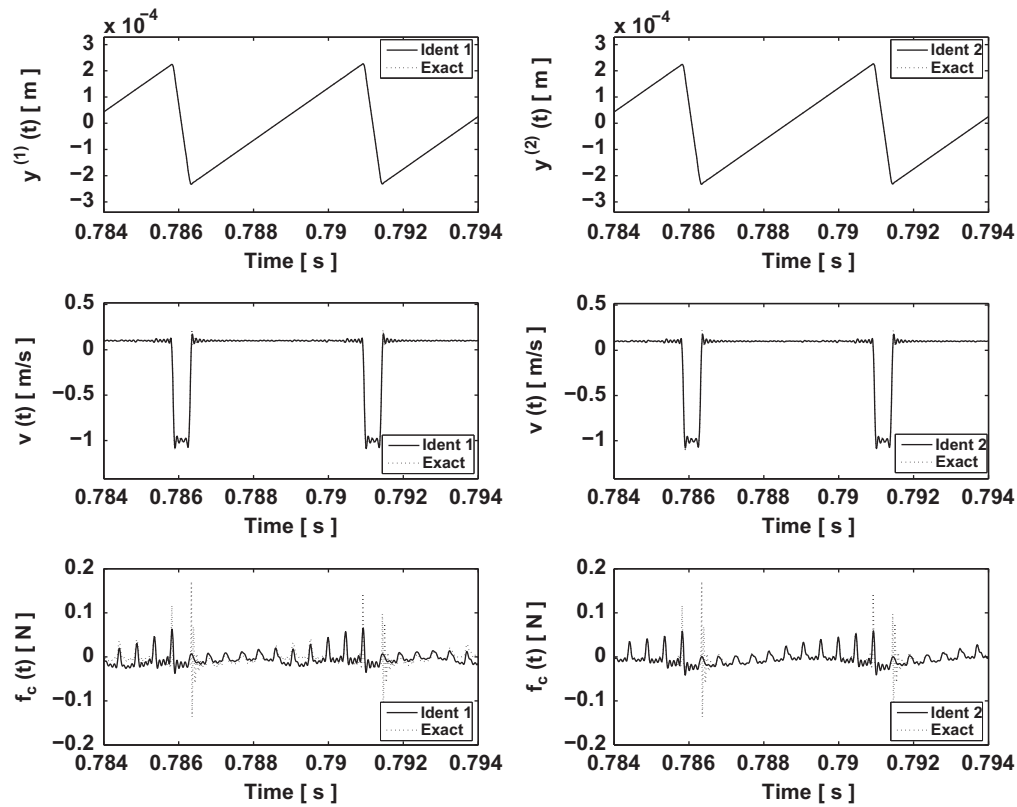 x 10⁻⁴
3
2
1
0
−1
−2
−3
y ⁽¹⁾ (t) [ m ]
Ident 1
Exact
0.784 0.786 0.788 0.79 0.792 0.794
Time [ s ]
x 10⁻⁴
3
2
1
0
−1
−2
−3
y ⁽²⁾ (t) [ m ]
Ident 2
Exact
0.784 0.786 0.788 0.79 0.792 0.794
Time [ s ]
0.5
0
−0.5
−1
v (t) [ m/s ]
Ident 1
Exact
0.784 0.786 0.788 0.79 0.792 0.794
Time [ s ]
0.5
0
−0.5
−1
v (t) [ m/s ]
Ident 2
Exact
0.784 0.786 0.788 0.79 0.792 0.794
Time [ s ]
0.2
0.1
0
−0.1
−0.2
f_c (t) [ N ]
Ident 1
Exact
0.784 0.786 0.788 0.79 0.792 0.794
Time [ s ]
0.2
0.1
0
−0.1
−0.2
f_c (t) [ N ]
Ident 2
Exact
0.784 0.786 0.788 0.79 0.792 0.794
Time [ s ]